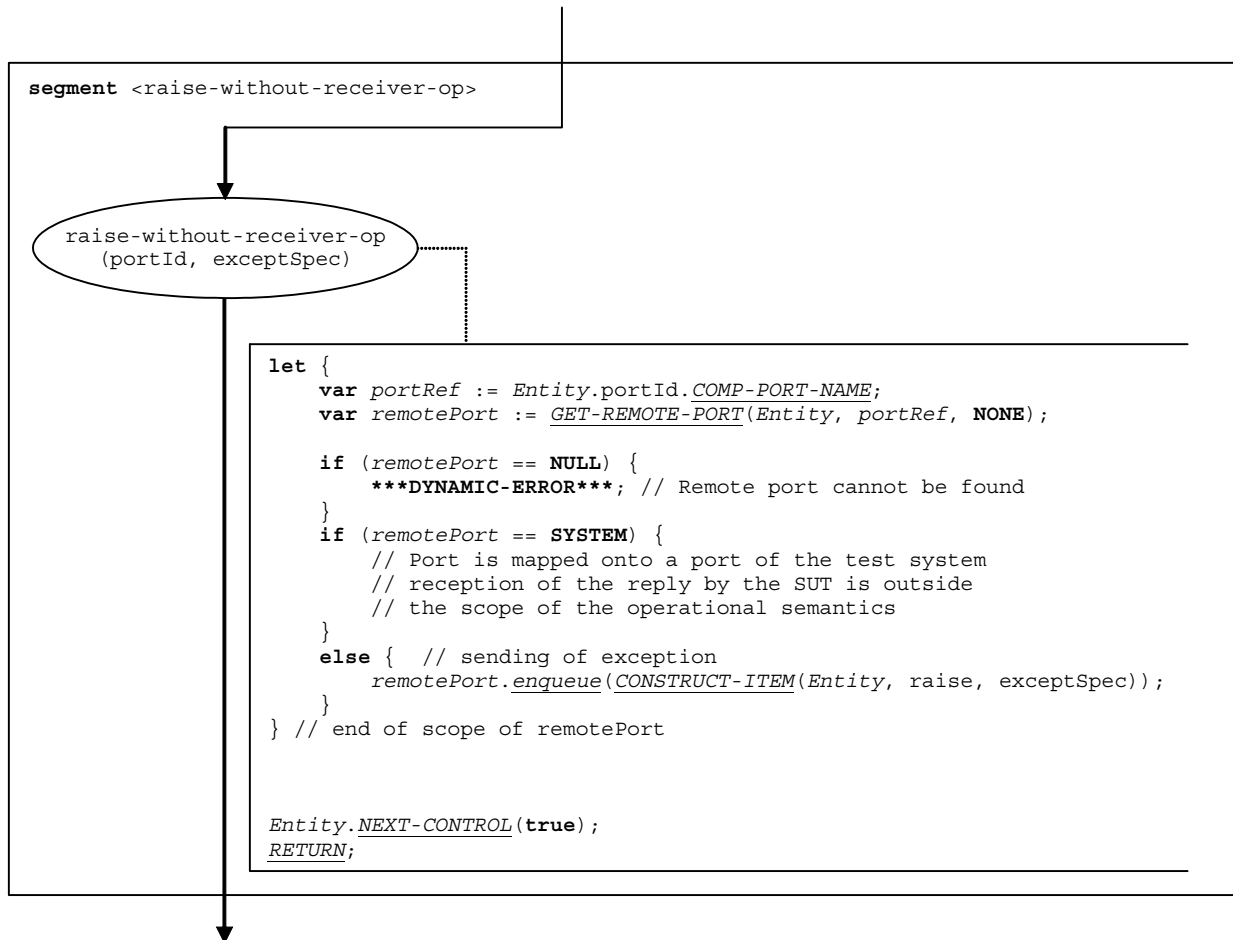 segment <raise-without-receiver-op>
raise-without-receiver-op
(portId, exceptSpec)
let {
var portRef := Entity.portId.COMP-PORT-NAME;
var remotePort := GET-REMOTE-PORT(Entity, portRef, NONE);
if (remotePort == NULL) {
***DYNAMIC-ERROR***; // Remote port cannot be found
}
if (remotePort == SYSTEM) {
// Port is mapped onto a port of the test system
// reception of the reply by the SUT is outside
// the scope of the operational semantics
}
else { // sending of exception
remotePort.enqueue(CONSTRUCT-ITEM(Entity, raise, exceptSpec));
}
} // end of scope of remotePort
Entity.NEXT-CONTROL(true);
RETURN;